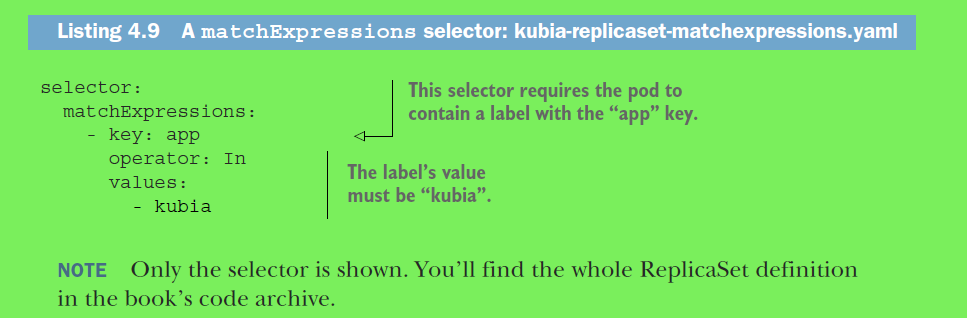 Listing 4.9 A matchExpressions selector: kubia-replicaset-matchexpressions.yaml
selector:
  matchExpressions:
    - key: app
      operator: In
      values:
        - kubia
This selector requires the pod to
contain a label with the “app” key.
The label’s value
must be “kubia”.
NOTE Only the selector is shown. You’ll find the whole ReplicaSet definition
in the book’s code archive.